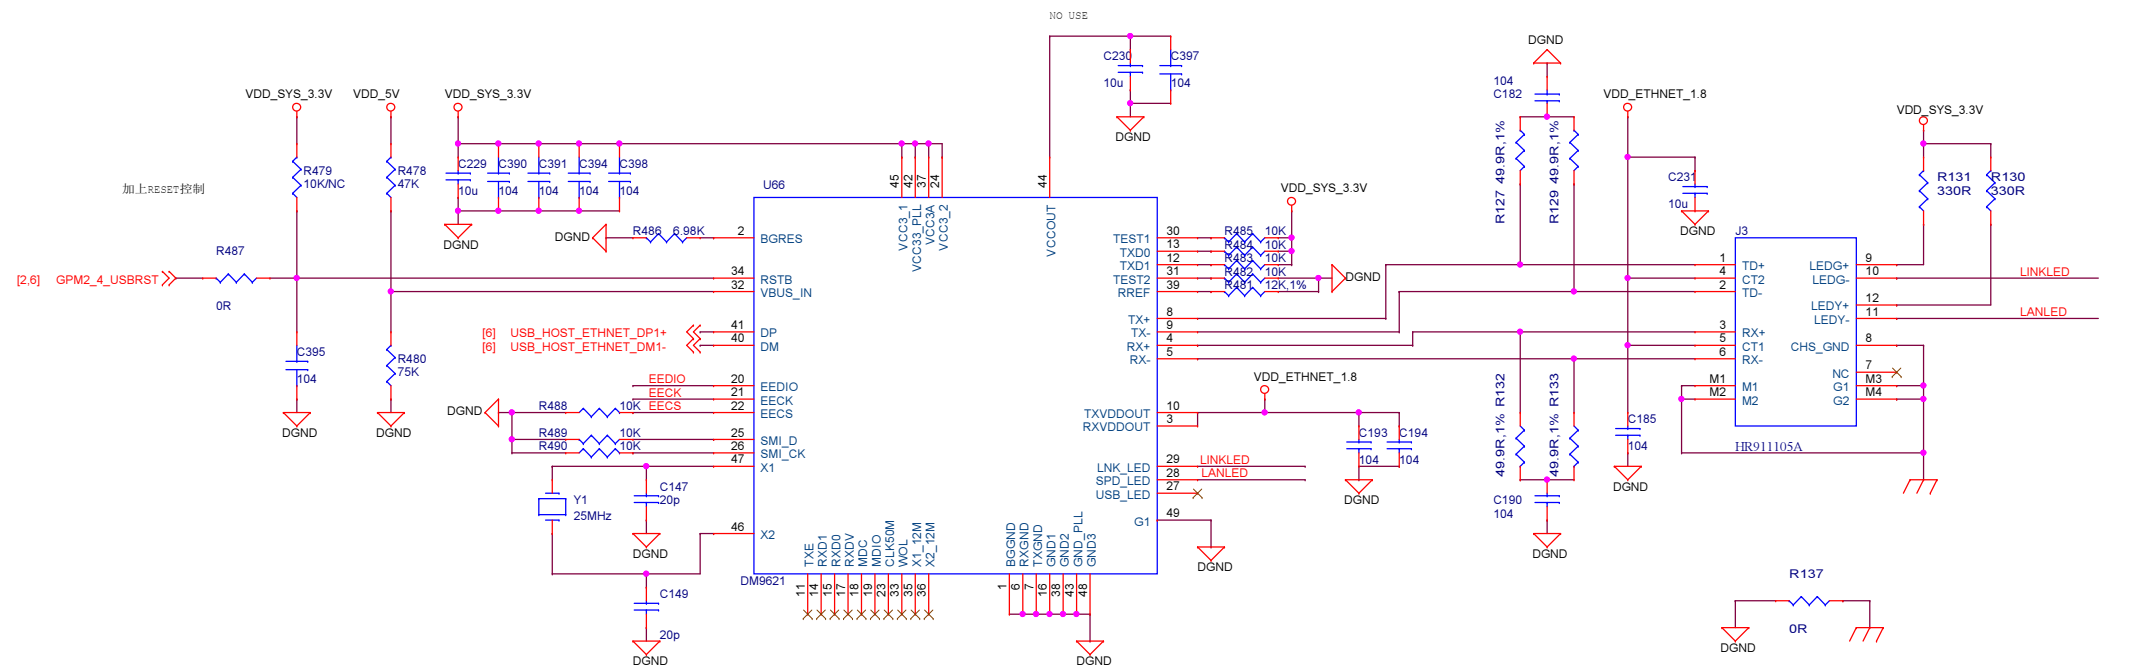 NO USE
加上RESET控制
[2,6] GPM2_4_USBRST
R487
0R
VDD_SYS_3.3V
R479
10K/NC
C395
104
DGND
VDD_5V
R478
47K
R480
75K
DGND
VDD_SYS_3.3V
C229
10u
C390
104
C391
104
C394
104
C398
104
DGND
DGND
R486 6.98K
[6] USB_HOST_ETHNET_DP1+
[6] USB_HOST_ETHNET_DM1-
EEDIO
EECK
EECS
DGND
R488 10K
R489 10K
R490 10K
Y1
25MHz
C147
20p
DGND
C149
20p
DGND
U66
DM9621
2 BGRES
34 RSTB
32 VBUS_IN
41 DP
40 DM
20 EEDIO
21 EECK
22 EECS
25 SMI_D
26 SMI_CK
47 X1
46 X2
45 VCC3_1
42 VCC33_PLL
37 VCC3A
24 VCC3_2
44 VCCOUT
C230
10u
C397
104
DGND
TEST1 30
TXD0 13
TXD1 12
TEST2 31
RREF 39
TX+ 8
TX- 9
RX+ 4
RX- 5
TXVDDOUT 10
RXVDDOUT 3
LNK_LED 29
SPD_LED 28
USB_LED 27
G1 49
TXE 11
RXD1 14
RXD0 15
RXDV 17
MDC 18
MDIO 19
CLK50M 23
WOL 33
X1_12M 35
X2_12M 36
BGGND 1
RXGND 6
TXGND 7
GND1 16
GND2 38
GND_PLL 43
GND3 48
DGND
VDD_SYS_3.3V
R485 10K
R484 10K
R483 10K
R482 10K
R481 12K,1%
DGND
VDD_ETHNET_1.8
C193
104
C194
104
DGND
LINKLED
LANLED
DGND
DGND
104
C182
R127 49.9R,1%
R129 49.9R,1%
49.9R,1% R132
49.9R,1% R133
C190
104
DGND
VDD_ETHNET_1.8
C231
10u
DGND
C185
104
DGND
J3
HR911105A
1 TD+
4 CT2
2 TD-
3 RX+
5 CT1
6 RX-
M1 M1
M2 M2
LEDG+ 9
LEDG- 10
LEDY+ 12
LEDY- 11
CHS_GND 8
NC 7
G1 M3
G2 M4
VDD_SYS_3.3V
R131
330R
R130
330R
LINKLED
LANLED
R137
0R
DGND